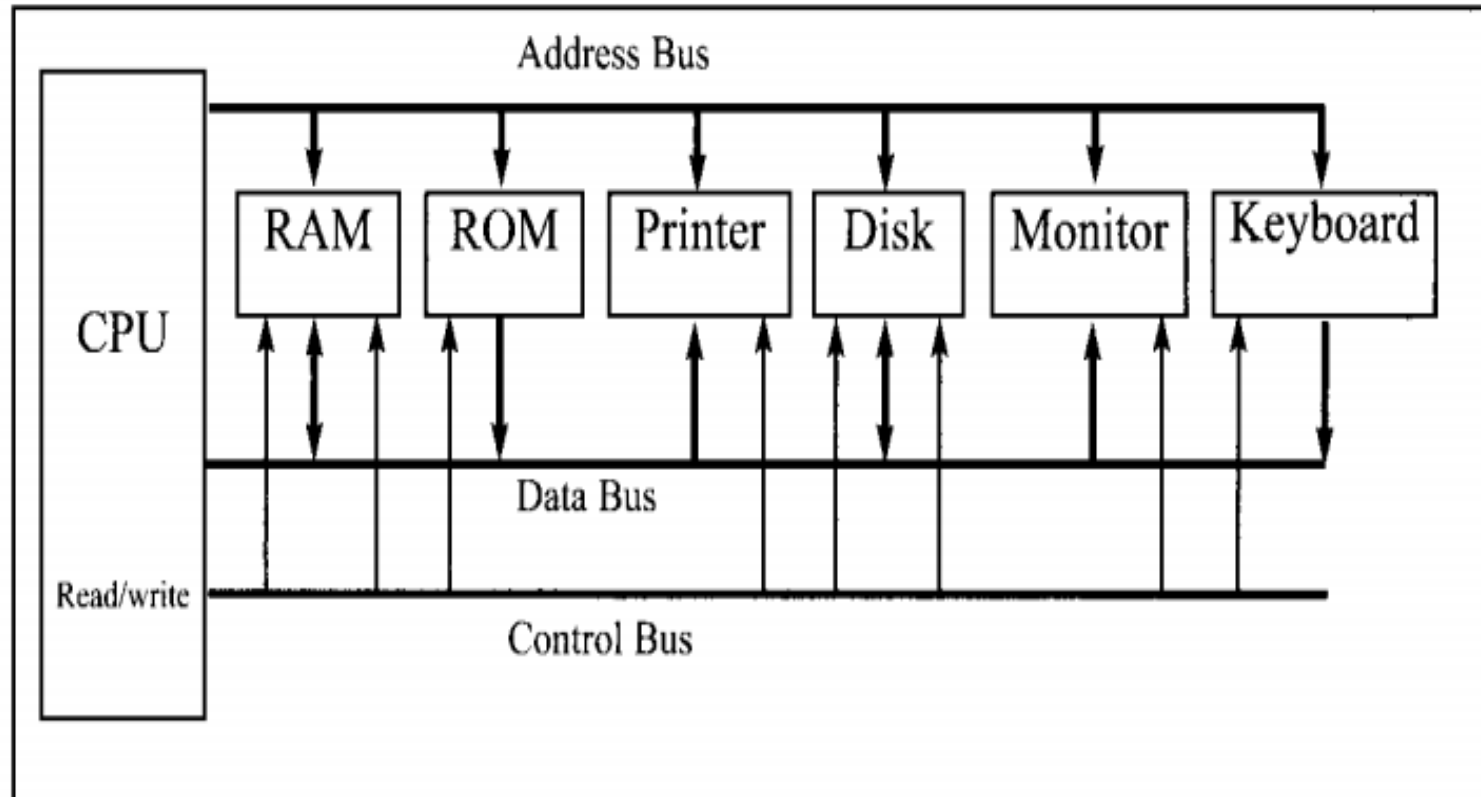 Address Bus
RAM
ROM
Printer
Disk
Monitor
Keyboard
CPU
Data Bus
Read/write
Control Bus